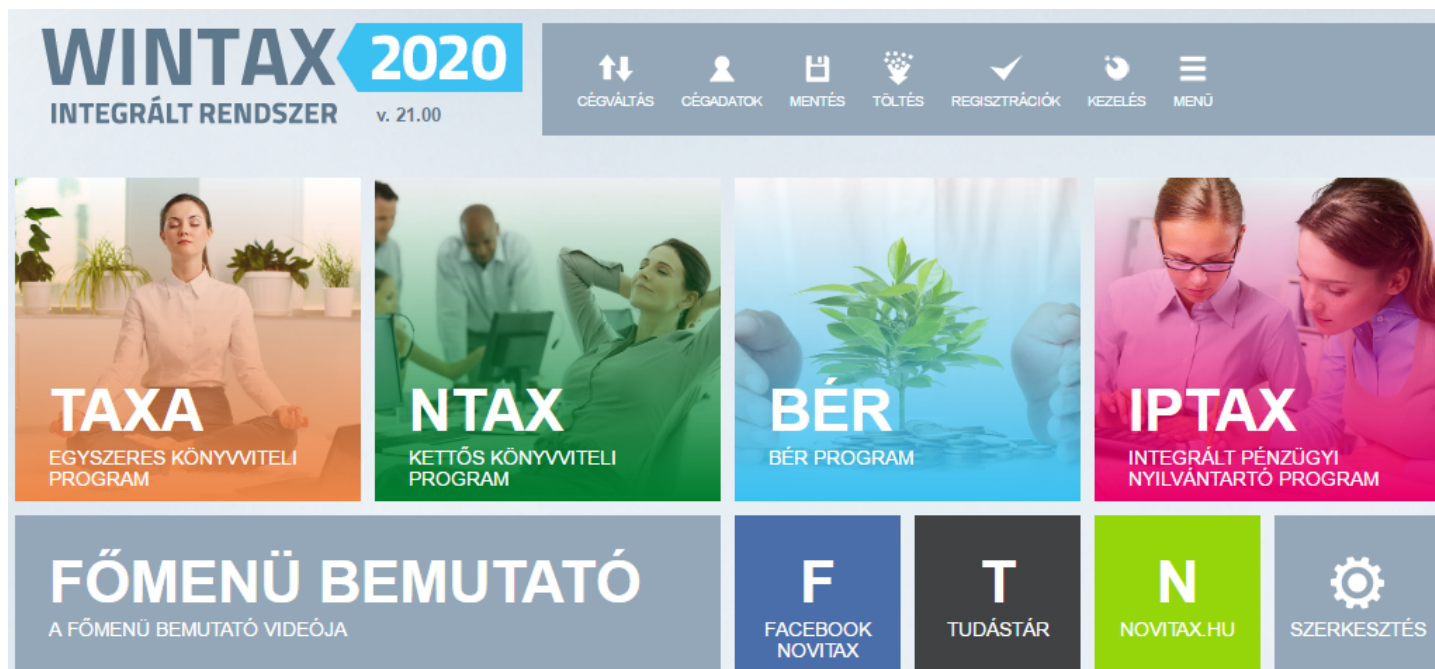 WINTAX 2020
INTEGRÁLT RENDSZER v. 21.00
CÉGVÁLTÁS CÉGADATOK MENTÉS TÖLTÉS REGISZTRÁCIÓK KEZELÉS MENÜ
TAXA
EGYSZERES KÖNYVVITELI
PROGRAM
NTAX
KETTŐS KÖNYVVITELI
PROGRAM
BÉR
BÉR PROGRAM
IPTAX
INTEGRÁLT PÉNZÜGYI
NYILVÁNTARTÓ PROGRAM
FŐMENÜ BEMUTATÓ
A FŐMENÜ BEMUTATÓ VIDEÓJA
F
FACEBOOK
NOVITAX
T
TUDÁSTÁR
N
NOVITAX.HU
SZERKESZTÉS